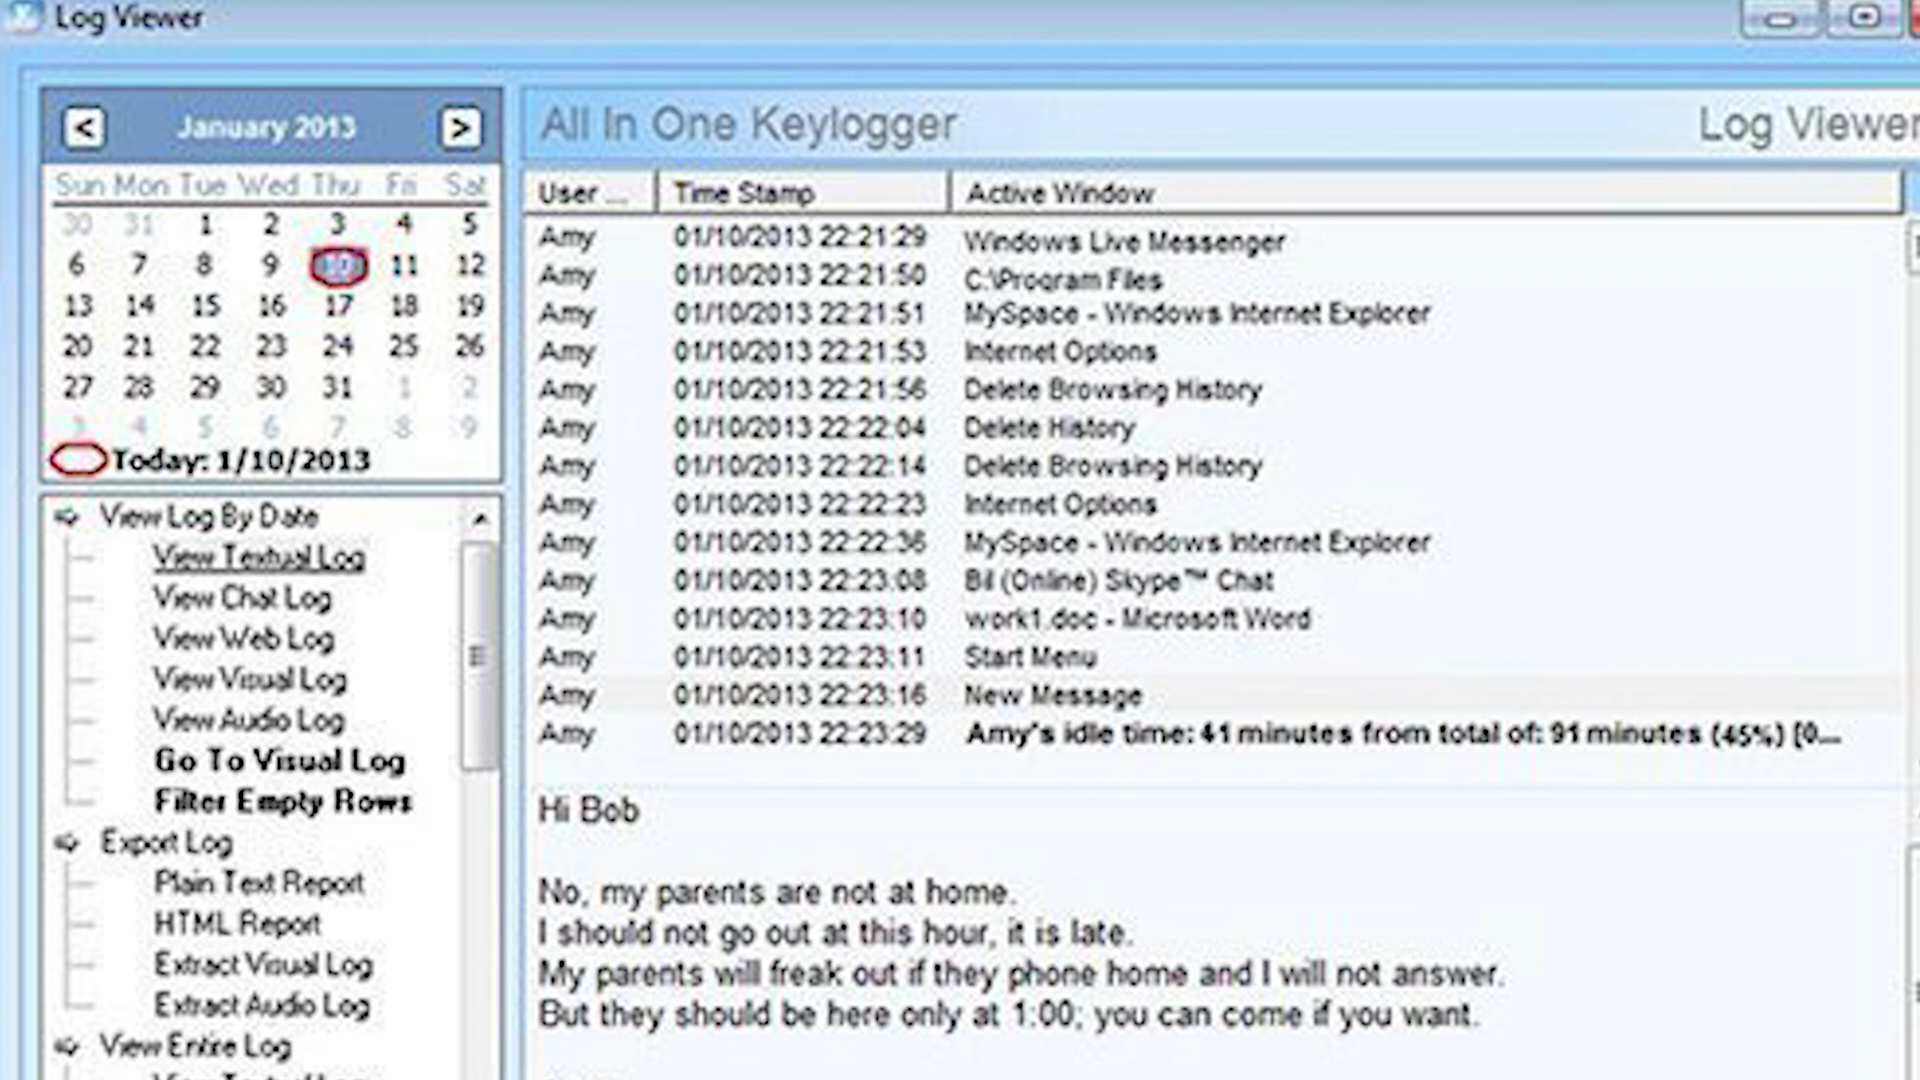 Log Viewer
January 2013
Sun Mon Tue Wed Thu Fri Sat
30 31 1 2 3 4 5
6 7 8 9 10 11 12
13 14 15 16 17 18 19
20 21 22 23 24 25 26
27 28 29 30 31 1 2
3 4 5 6 7 8 9
Today: 1/10/2013
View Log By Date
View Textual Log
View Chat Log
View Web Log
View Visual Log
View Audio Log
Go To Visual Log
Filter Empty Rows
Export Log
Plain Text Report
HTML Report
Extract Visual Log
Extract Audio Log
View Entire Log
All In One Keylogger Log Viewer
User ... Time Stamp Active Window
Amy 01/10/2013 22:21:29 Windows Live Messenger
Amy 01/10/2013 22:21:50 C:\Program Files
Amy 01/10/2013 22:21:51 MySpace - Windows Internet Explorer
Amy 01/10/2013 22:21:53 Internet Options
Amy 01/10/2013 22:21:56 Delete Browsing History
Amy 01/10/2013 22:22:04 Delete History
Amy 01/10/2013 22:22:14 Delete Browsing History
Amy 01/10/2013 22:22:23 Internet Options
Amy 01/10/2013 22:22:36 MySpace - Windows Internet Explorer
Amy 01/10/2013 22:23:08 Bil (Online) Skype™ Chat
Amy 01/10/2013 22:23:10 work1.doc - Microsoft Word
Amy 01/10/2013 22:23:11 Start Menu
Amy 01/10/2013 22:23:16 New Message
Amy 01/10/2013 22:23:29 Amy's idle time: 41 minutes from total of: 91 minutes (45%) [0...
Hi Bob
No, my parents are not at home.
I should not go out at this hour, it is late.
My parents will freak out if they phone home and I will not answer.
But they should be here only at 1:00; you can come if you want.